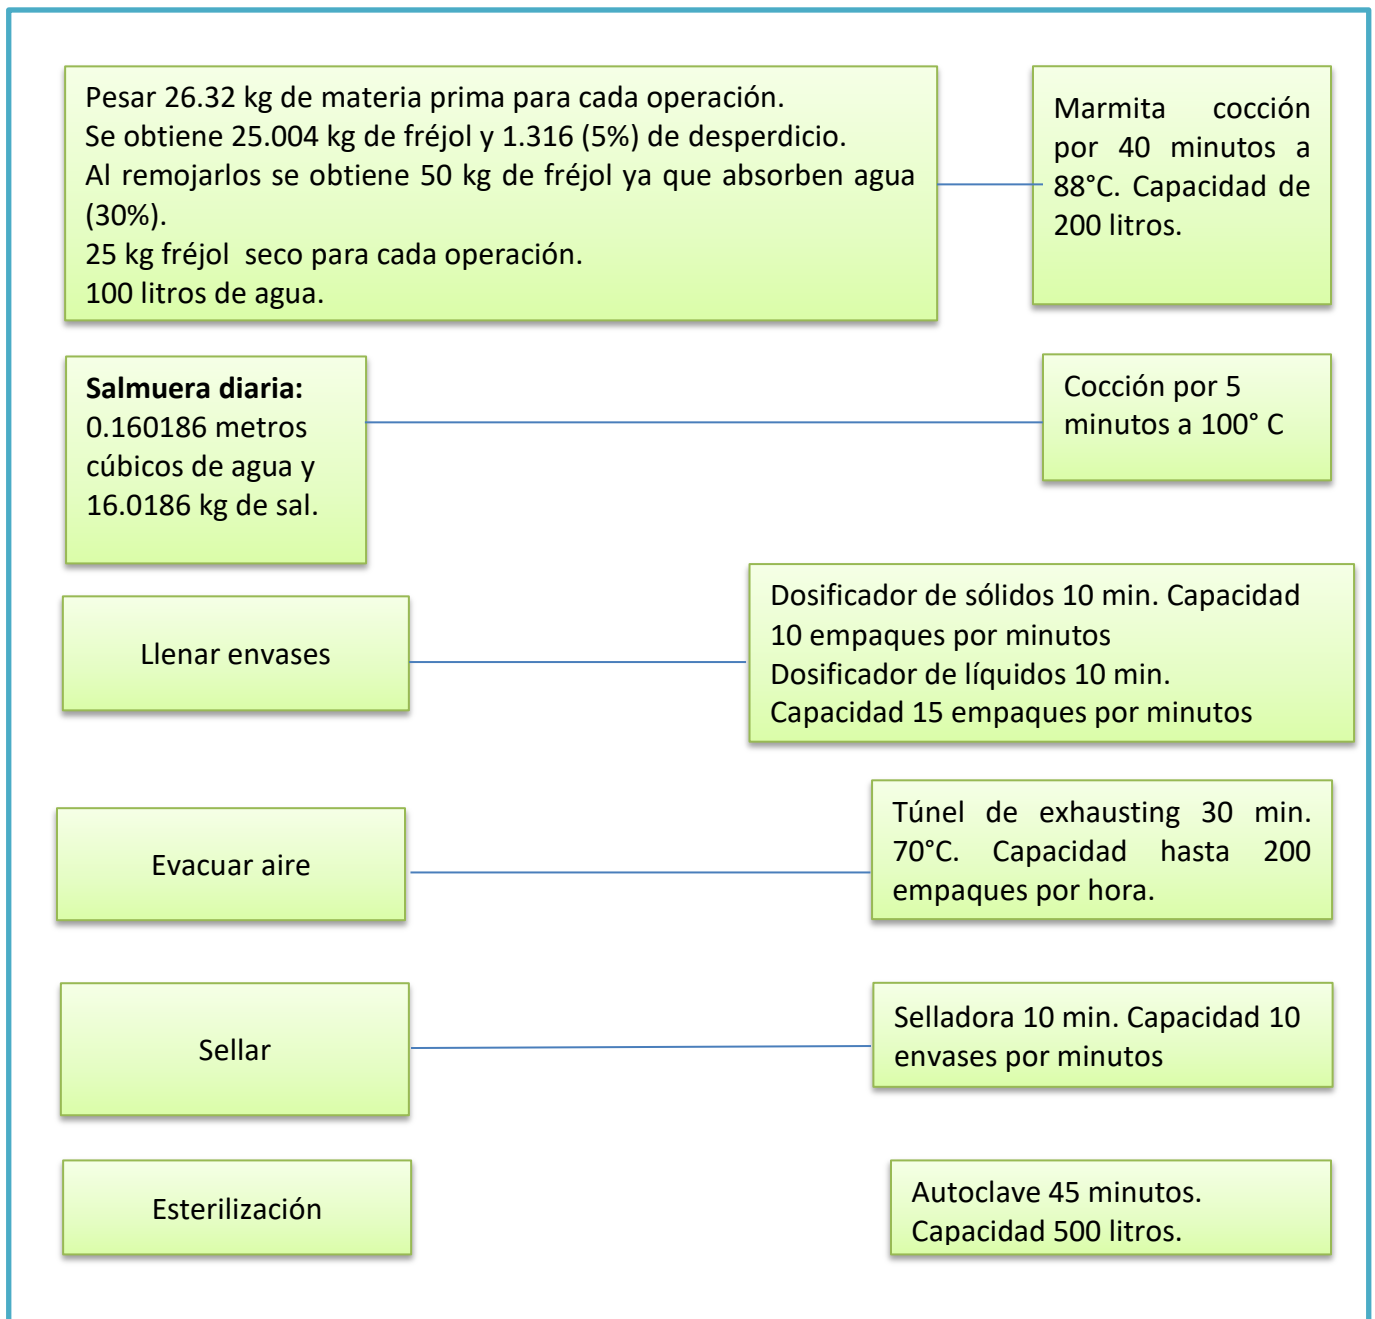 Pesar 26.32 kg de materia prima para cada operación.
Se obtiene 25.004 kg de fréjol y 1.316 (5%) de desperdicio.
Al remojarlos se obtiene 50 kg de fréjol ya que absorben agua
(30%).
25 kg fréjol  seco para cada operación.
100 litros de agua.
Marmita cocción
por 40 minutos a
88°C. Capacidad de
200 litros.
Salmuera diaria:
0.160186 metros
cúbicos de agua y
16.0186 kg de sal.
Cocción por 5
minutos a 100° C
Llenar envases
Dosificador de sólidos 10 min. Capacidad
10 empaques por minutos
Dosificador de líquidos 10 min.
Capacidad 15 empaques por minutos
Evacuar aire
Túnel de exhausting 30 min.
70°C. Capacidad hasta 200
empaques por hora.
Sellar
Selladora 10 min. Capacidad 10
envases por minutos
Esterilización
Autoclave 45 minutos.
Capacidad 500 litros.